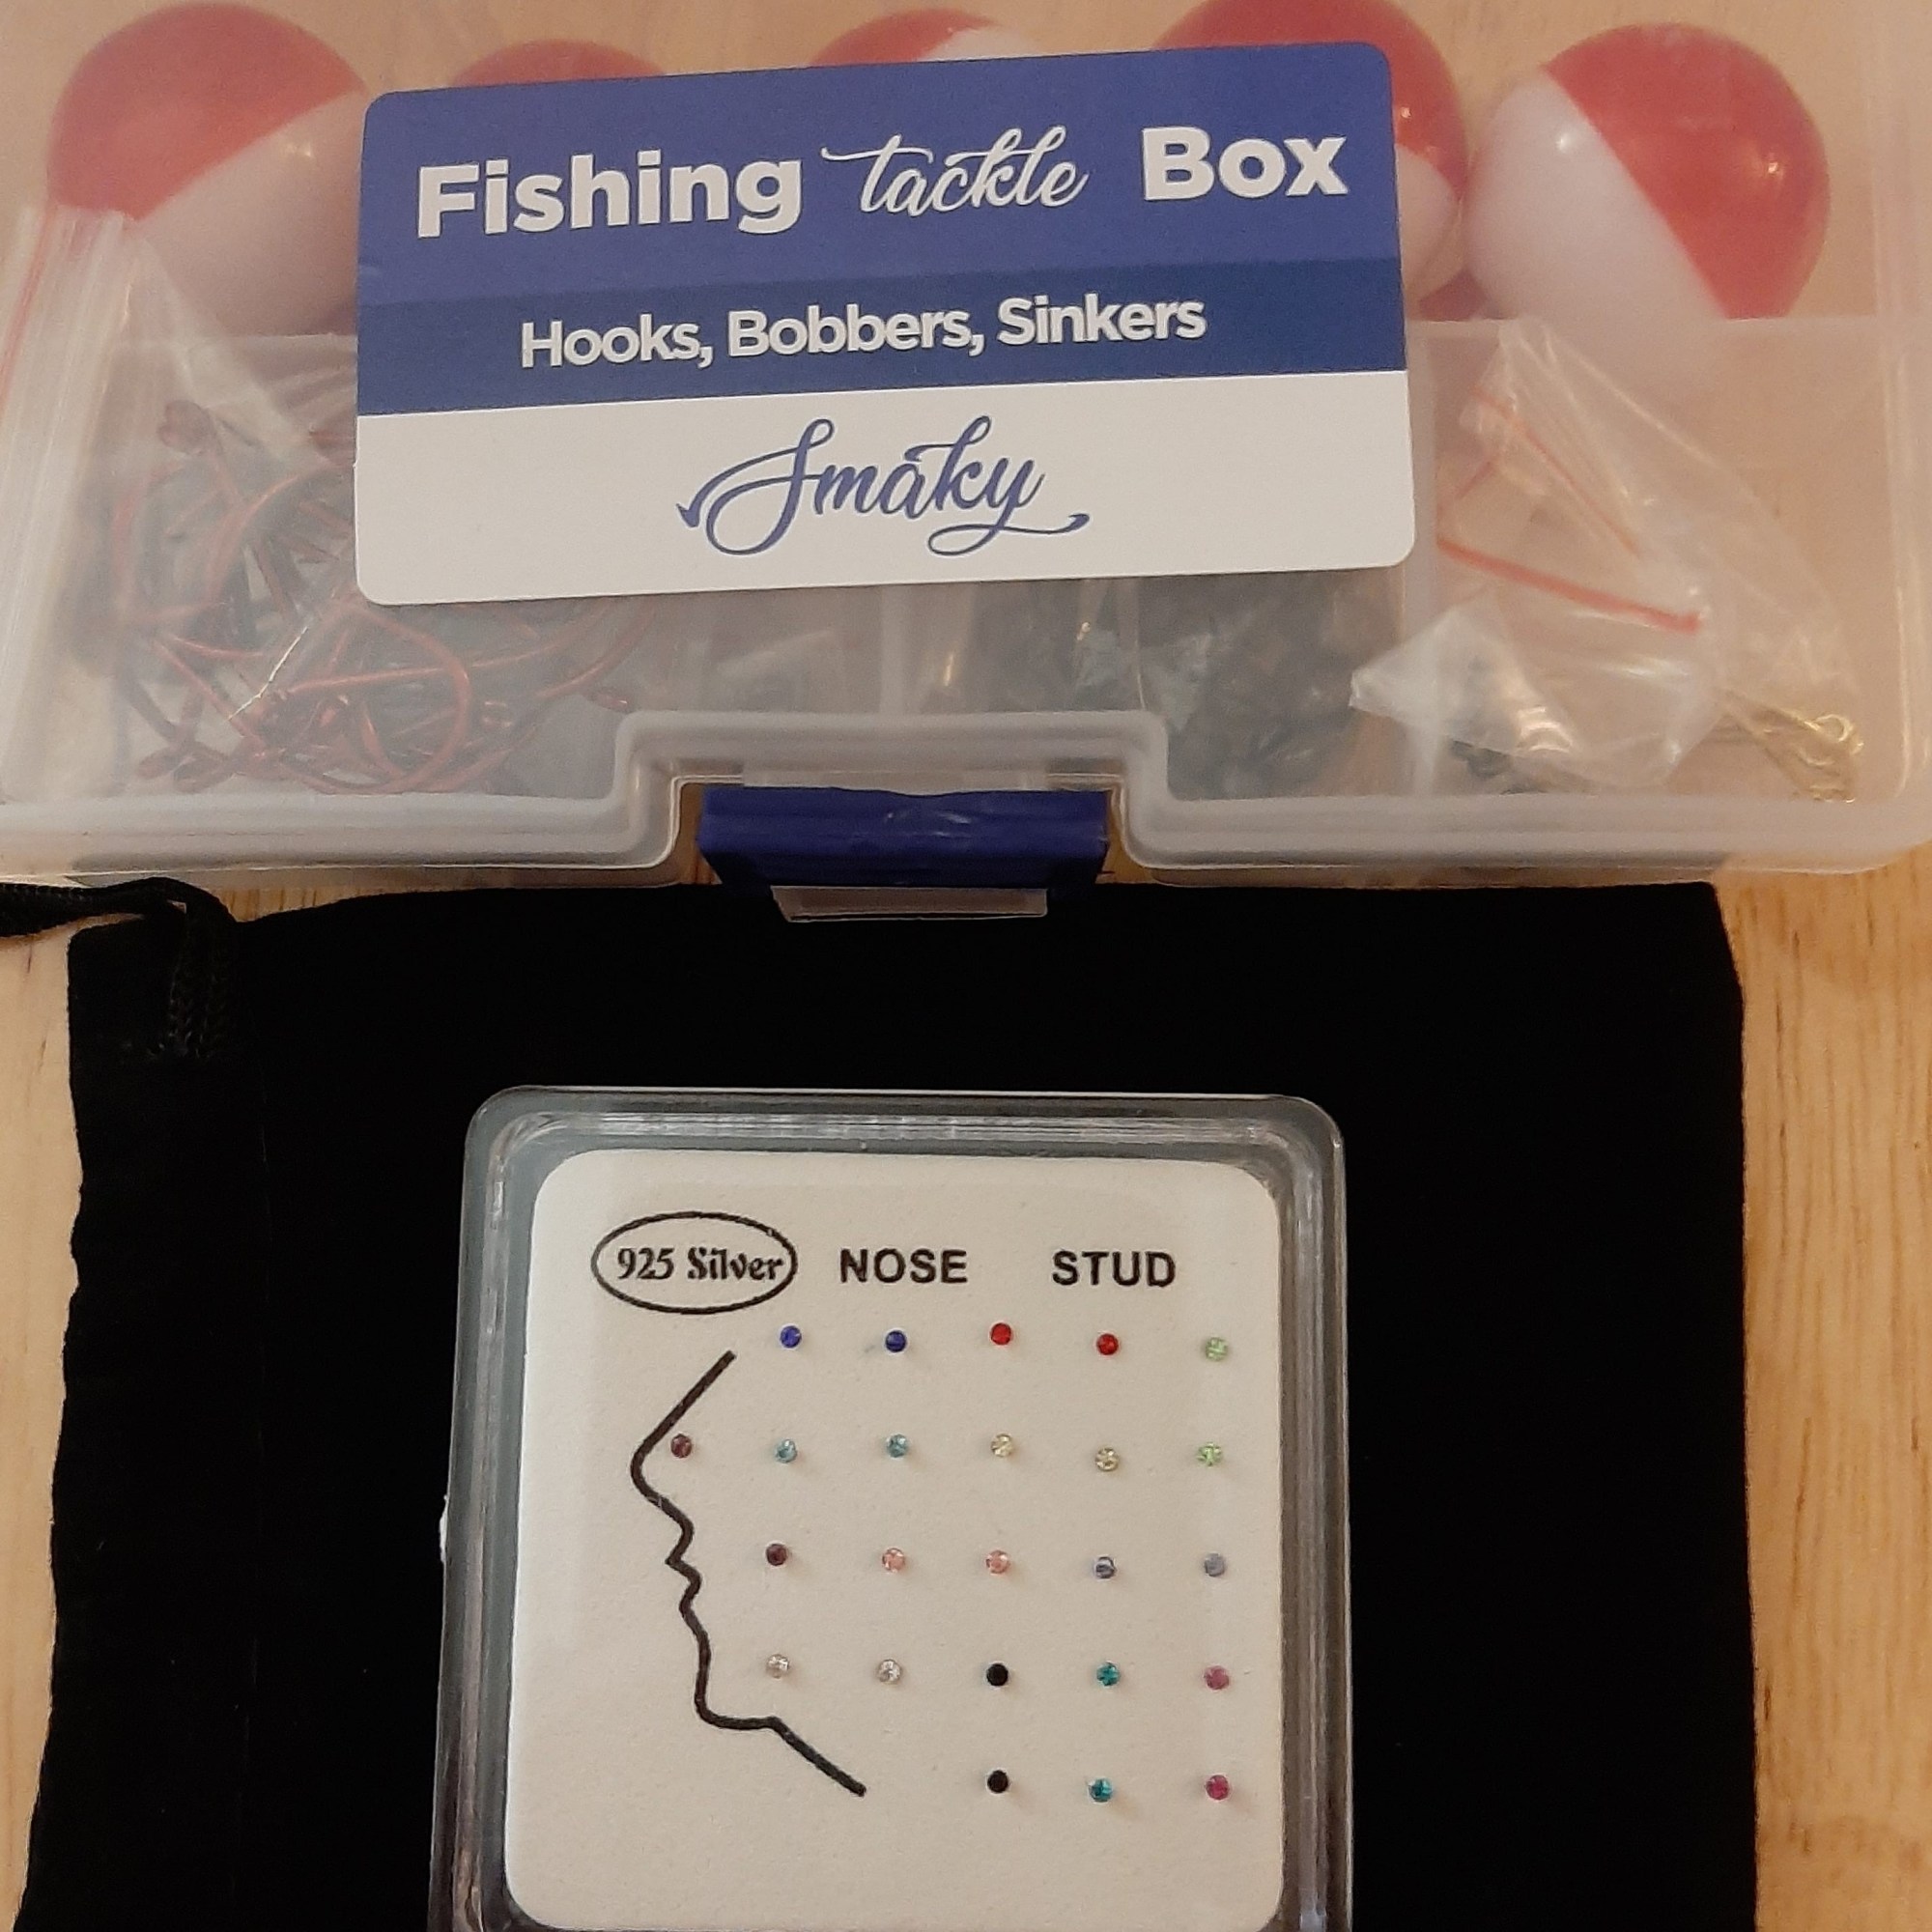 Fishing tackle Box
Hooks, Bobbers, Sinkers
Smaky
925 Silver NOSE STUD